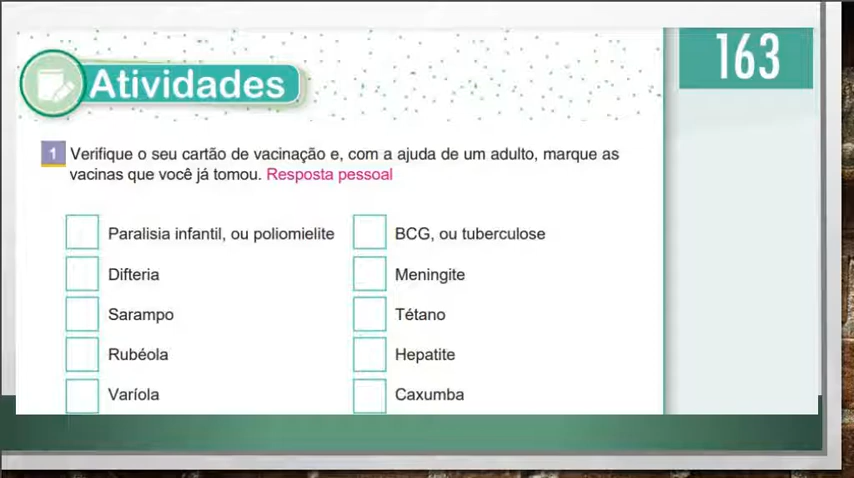 163
Atividades
1 Verifique o seu cartão de vacinação e, com a ajuda de um adulto, marque as
vacinas que você já tomou. Resposta pessoal
Paralisia infantil, ou poliomielite
BCG, ou tuberculose
Difteria
Meningite
Sarampo
Tétano
Rubéola
Hepatite
Varíola
Caxumba